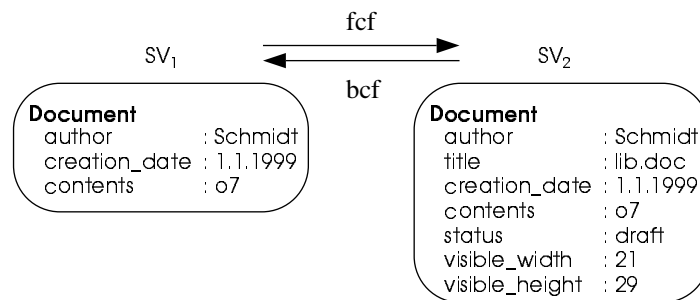 fcf
SV₁
SV₂
bcf
Document
author : Schmidt
creation_date : 1.1.1999
contents : o7
Document
author : Schmidt
title : lib.doc
creation_date : 1.1.1999
contents : o7
status : draft
visible_width : 21
visible_height : 29